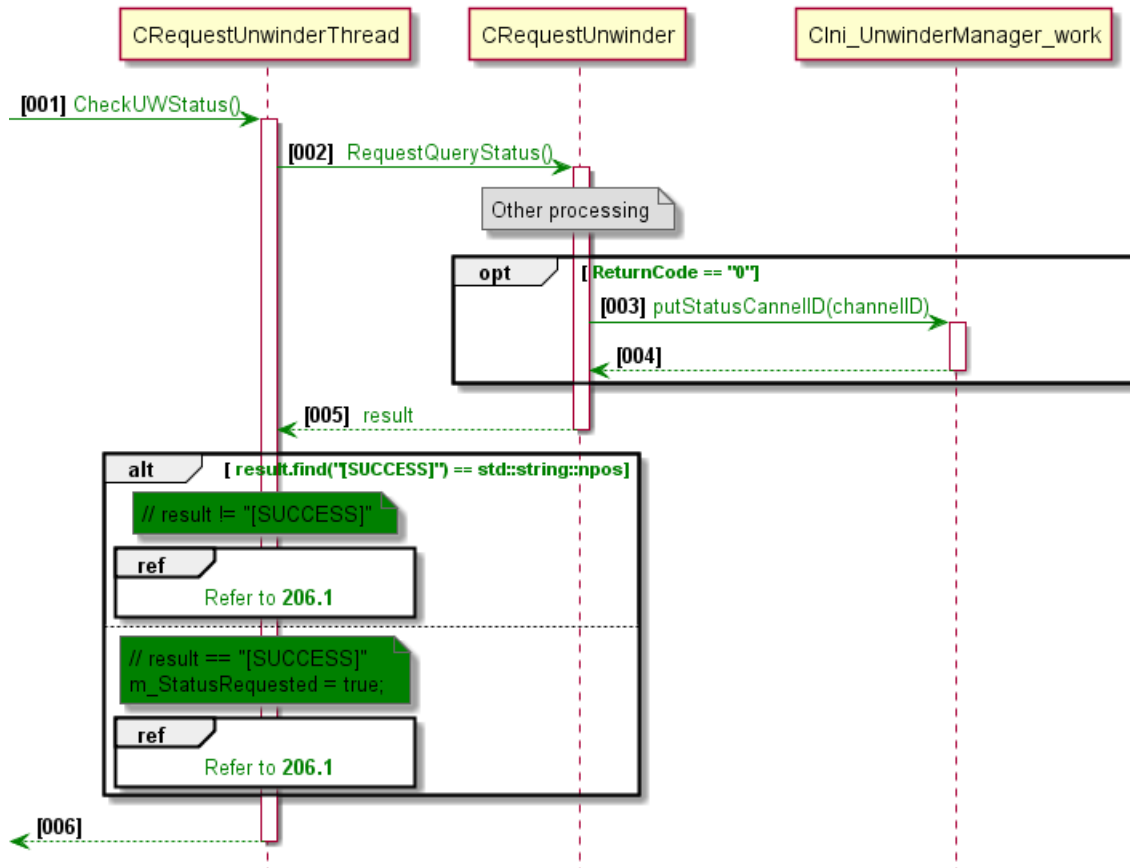 CRequestUnwinderThread
CRequestUnwinder
CIni_UnwinderManager_work
[001] CheckUWStatus()
[002] RequestQueryStatus()
Other processing
opt [ ReturnCode == "0"]
[003] putStatusCannelID(channelID)
[004]
[005] result
alt [ result.find("[SUCCESS]") == std::string::npos]
// result != "[SUCCESS]"
ref
Refer to 206.1
// result == "[SUCCESS]"
m_StatusRequested = true;
ref
Refer to 206.1
[006]